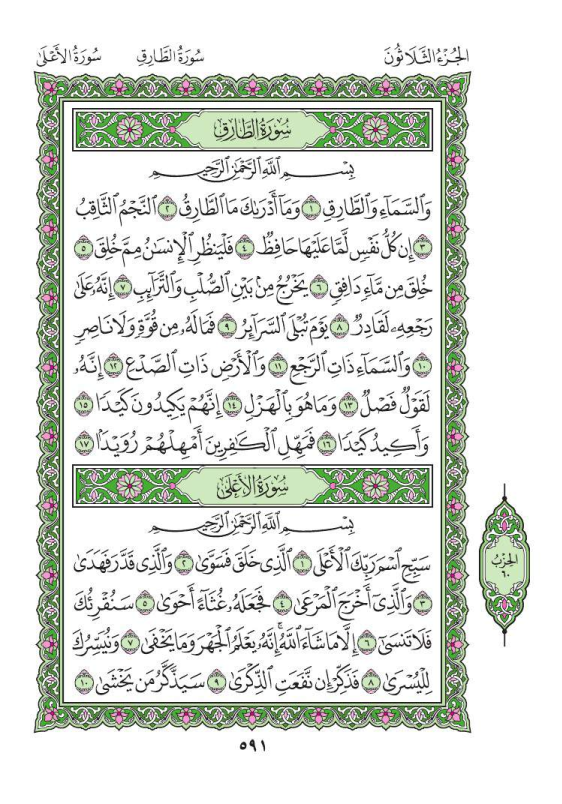 الجُزْءُ الثَّلَاثُونَ سُورَةُ الطَّارِقِ سُورَةُ الأَعْلَىٰ
سُورَةُ الطَّارِقِ
بِسْمِ ٱللَّهِ ٱلرَّحْمَٰنِ ٱلرَّحِيمِ
وَٱلسَّمَآءِ وَٱلطَّارِقِ ١ وَمَآ أَدْرَىٰكَ مَا ٱلطَّارِقُ ٢ ٱلنَّجْمُ ٱلثَّاقِبُ
٣ إِن كُلُّ نَفْسٍ لَّمَّا عَلَيْهَا حَافِظٌ ٤ فَلْيَنظُرِ ٱلْإِنسَٰنُ مِمَّ خُلِقَ ٥
خُلِقَ مِن مَّآءٍ دَافِقٍ ٦ يَخْرُجُ مِنۢ بَيْنِ ٱلصُّلْبِ وَٱلتَّرَآئِبِ ٧ إِنَّهُۥ عَلَىٰ
رَجْعِهِۦ لَقَادِرٌ ٨ يَوْمَ تُبْلَى ٱلسَّرَآئِرُ ٩ فَمَا لَهُۥ مِن قُوَّةٍ وَلَا نَاصِرٍ
١٠ وَٱلسَّمَآءِ ذَاتِ ٱلرَّجْعِ ١١ وَٱلْأَرْضِ ذَاتِ ٱلصَّدْعِ ١٢ إِنَّهُۥ
لَقَوْلٌ فَصْلٌ ١٣ وَمَا هُوَ بِٱلْهَزْلِ ١٤ إِنَّهُمْ يَكِيدُونَ كَيْدًا ١٥
وَأَكِيدُ كَيْدًا ١٦ فَمَهِّلِ ٱلْكَٰفِرِينَ أَمْهِلْهُمْ رُوَيْدًۢا ١٧
سُورَةُ الأَعْلَىٰ
بِسْمِ ٱللَّهِ ٱلرَّحْمَٰنِ ٱلرَّحِيمِ
سَبِّحِ ٱسْمَ رَبِّكَ ٱلْأَعْلَى ١ ٱلَّذِى خَلَقَ فَسَوَّىٰ ٢ وَٱلَّذِى قَدَّرَ فَهَدَىٰ
٣ وَٱلَّذِىٓ أَخْرَجَ ٱلْمَرْعَىٰ ٤ فَجَعَلَهُۥ غُثَآءً أَحْوَىٰ ٥ سَنُقْرِئُكَ
فَلَا تَنسَىٰٓ ٦ إِلَّا مَا شَآءَ ٱللَّهُ ۚ إِنَّهُۥ يَعْلَمُ ٱلْجَهْرَ وَمَا يَخْفَىٰ ٧ وَنُيَسِّرُكَ
لِلْيُسْرَىٰ ٨ فَذَكِّرْ إِن نَّفَعَتِ ٱلذِّكْرَىٰ ٩ سَيَذَّكَّرُ مَن يَخْشَىٰ ١٠
الحِزْبُ
٦٠
٥٩١